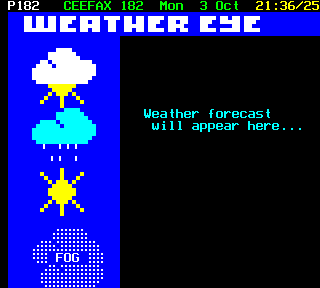 P182 CEEFAX 182 Mon 3 Oct 21:36/25
WEATHER EYE
Weather forecast
will appear here...
FOG